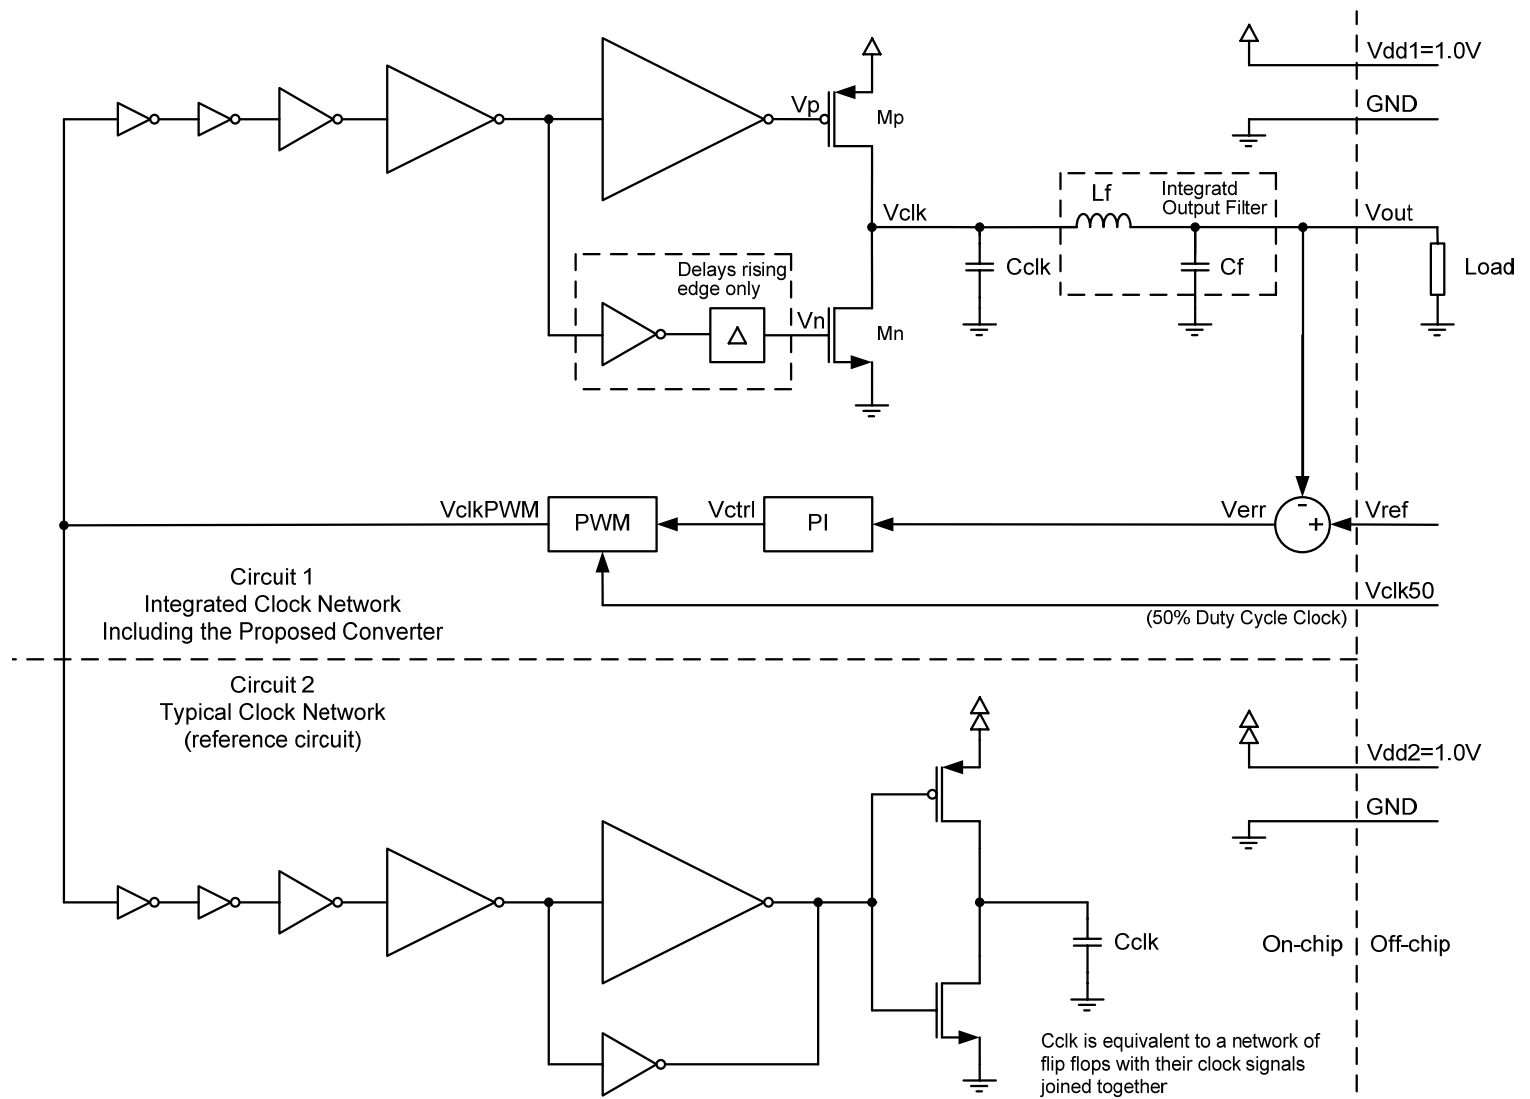 Vdd1=1.0V
GND
Vp
Mp
Vclk
Cclk
Lf
Integratd
Output Filter
Cf
Vout
Load
Delays rising
edge only
Δ
Vn
Mn
VclkPWM
PWM
Vctrl
PI
Verr
-
+
Vref
Vclk50
(50% Duty Cycle Clock)
Circuit 1
Integrated Clock Network
Including the Proposed Converter
Circuit 2
Typical Clock Network
(reference circuit)
Vdd2=1.0V
GND
Cclk
On-chip
Off-chip
Cclk is equivalent to a network of
flip flops with their clock signals
joined together